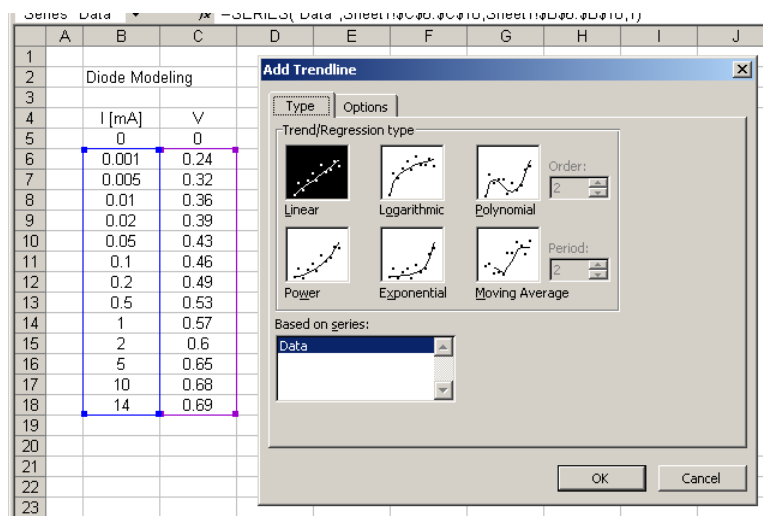 A B C D E F G H I J
1
2 Diode Modeling
3
4 I [mA] V
5 0 0
6 0.001 0.24
7 0.005 0.32
8 0.01 0.36
9 0.02 0.39
10 0.05 0.43
11 0.1 0.46
12 0.2 0.49
13 0.5 0.53
14 1 0.57
15 2 0.6
16 5 0.65
17 10 0.68
18 14 0.69
19
20
21
22
23
Add Trendline
Type Options
Trend/Regression type
Linear Logarithmic Polynomial
Order:
2
Power Exponential Moving Average
Period:
2
Based on series:
Data
OK Cancel